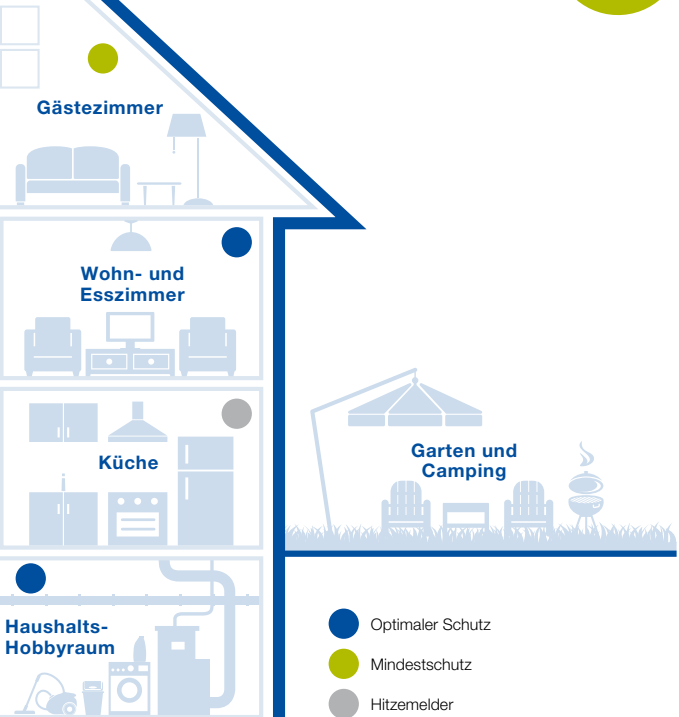 Gästezimmer
Wohn- und
Esszimmer
Küche
Garten und
Camping
Haushalts-
Hobbyraum
Optimaler Schutz
Mindestschutz
Hitzemelder